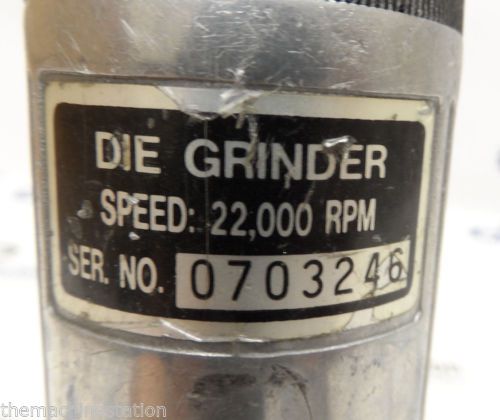 DIE GRINDER
SPEED: 22,000 RPM
SER. NO. 0703246
themachinestation